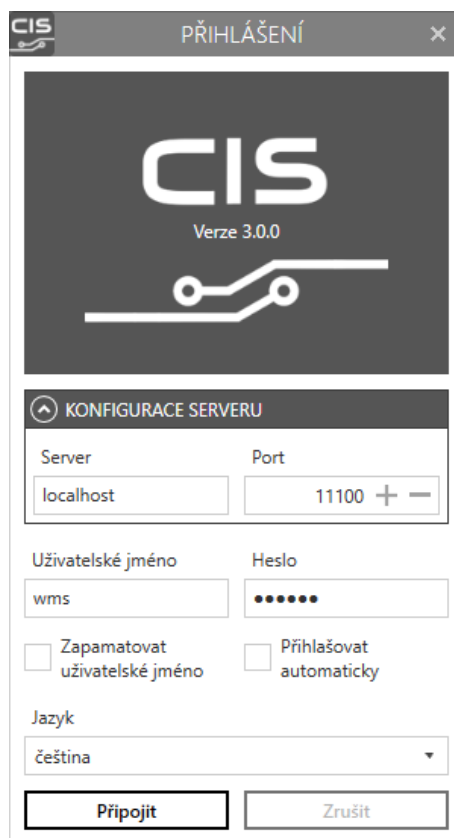 CIS
PŘIHLÁŠENÍ
CIS
Verze 3.0.0
KONFIGURACE SERVERU
Server Port
localhost 11100
Uživatelské jméno Heslo
wms ••••••
Zapamatovat
uživatelské jméno
Přihlašovat
automaticky
Jazyk
čeština
Připojit Zrušit